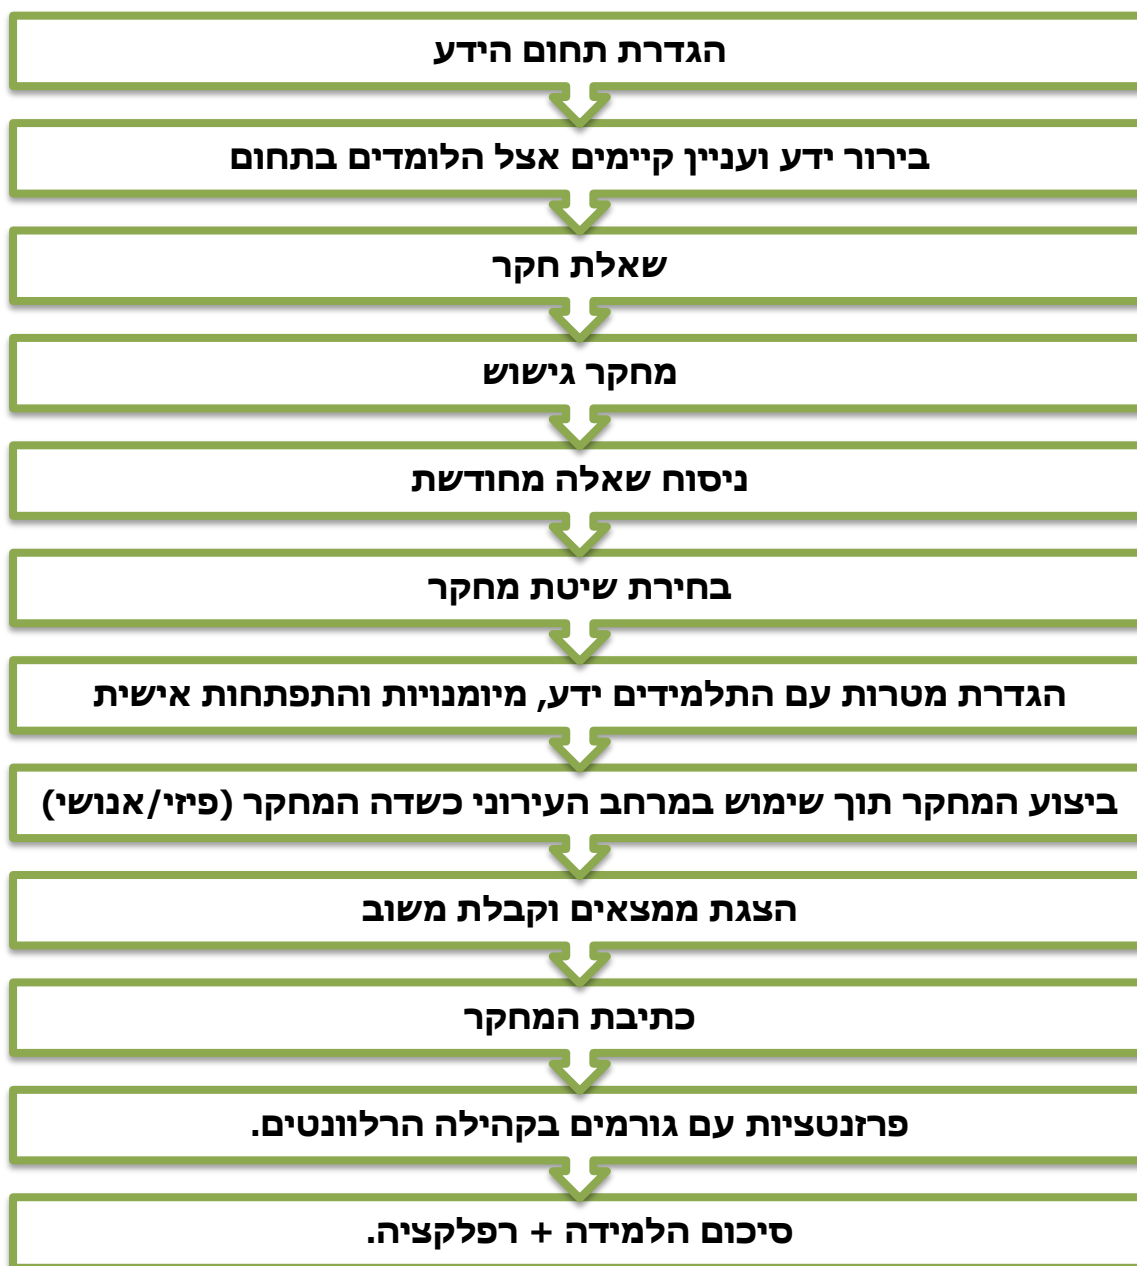 הגדרת תחום הידע
בירור ידע ועניין קיימים אצל הלומדים בתחום
שאלת חקר
מחקר גישוש
ניסוח שאלה מחודשת
בחירת שיטת מחקר
הגדרת מטרות עם התלמידים ידע, מיומנויות והתפתחות אישית
ביצוע המחקר תוך שימוש במרחב העירוני כשדה המחקר (פיזי/אנושי)
הצגת ממצאים וקבלת משוב
כתיבת המחקר
פרזנטציות עם גורמים בקהילה הרלוונטים.
סיכום הלמידה + רפלקציה.